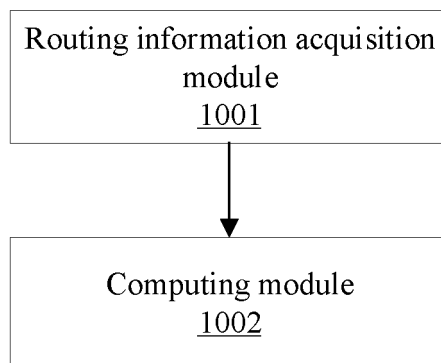 Routing information acquisition
module
1001
Computing module
1002